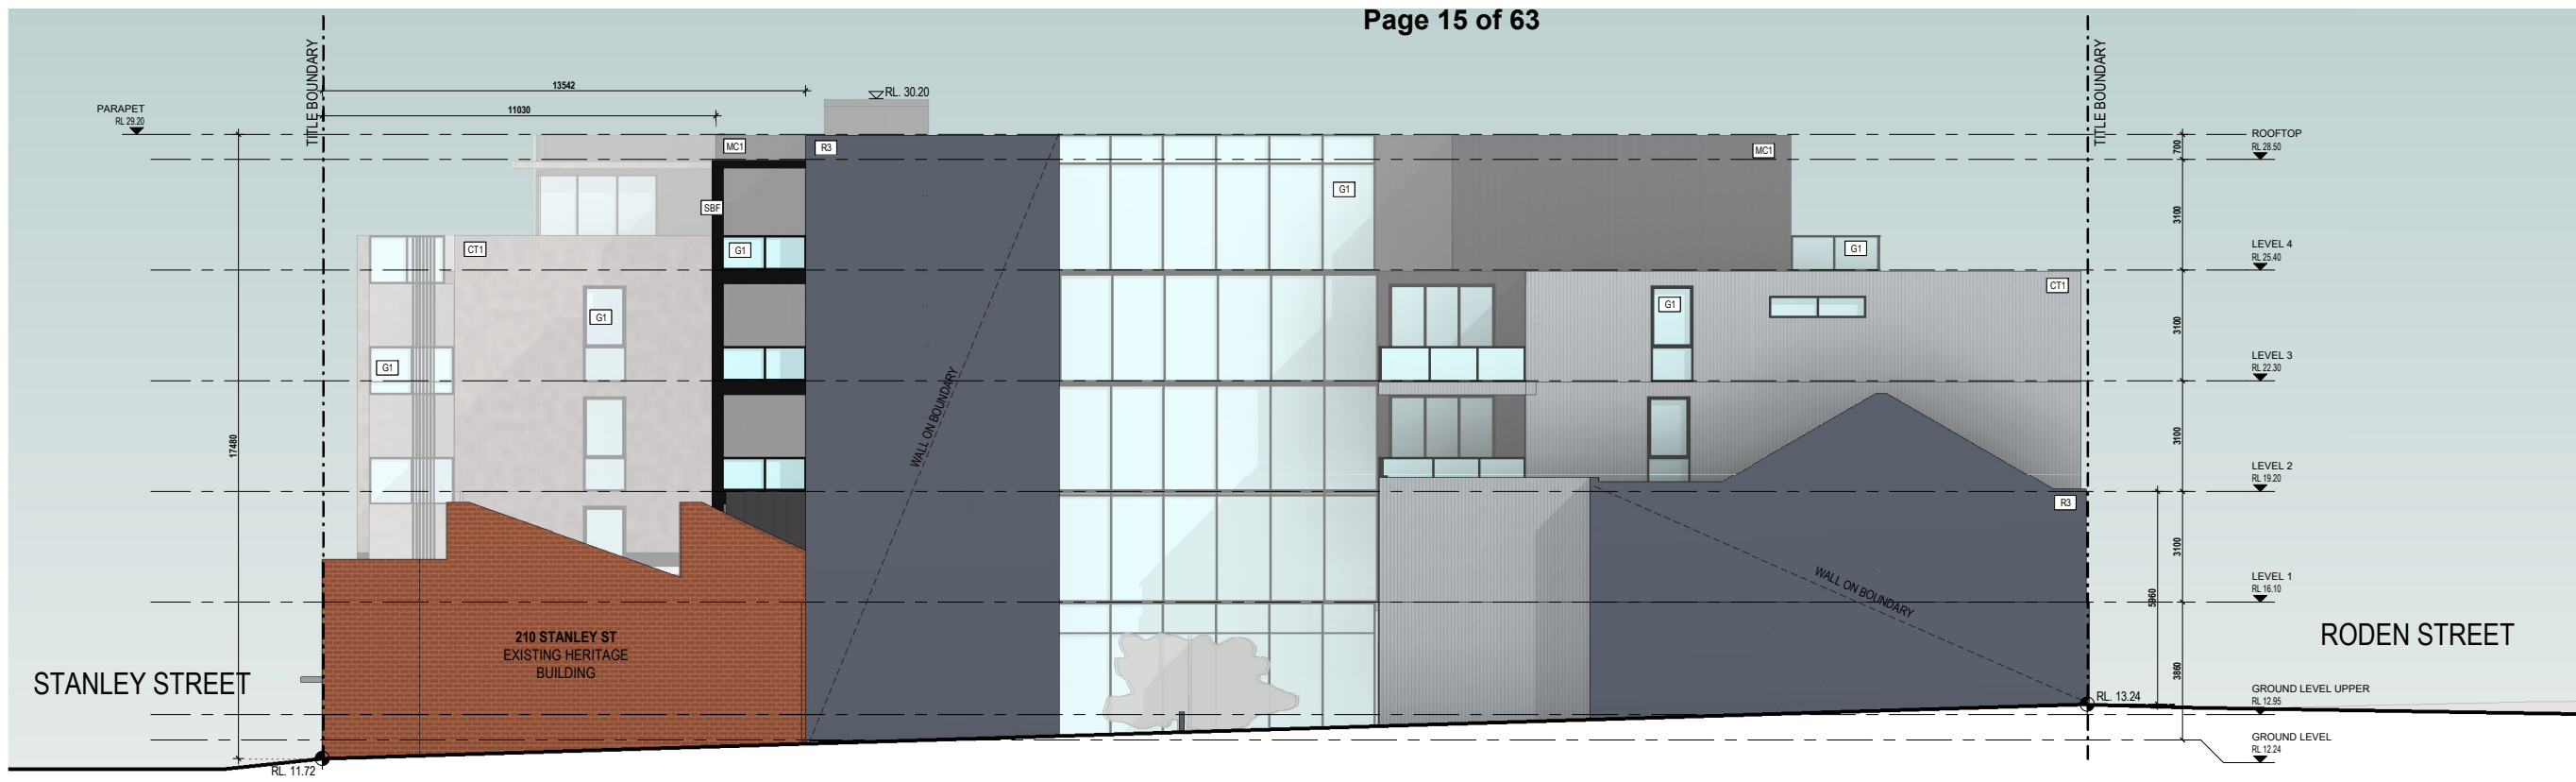 Page 15 of 63
TITLE BOUNDARY
TITLE BOUNDARY
13542
11030
RL. 30.20
PARAPET
RL 29.20
ROOFTOP
RL 28.50
MC1
R3
MC1
700
G1
SBF
3100
CT1
G1
G1
LEVEL 4
RL 25.40
CT1
G1
G1
3100
G1
LEVEL 3
RL 22.30
WALL ON BOUNDARY
17480
3100
LEVEL 2
RL 19.20
R3
3100
LEVEL 1
RL 16.10
WALL ON BOUNDARY
5960
210 STANLEY ST
EXISTING HERITAGE
BUILDING
STANLEY STREET
RODEN STREET
3860
GROUND LEVEL UPPER
RL 12.95
RL. 13.24
GROUND LEVEL
RL 12.24
RL. 11.72